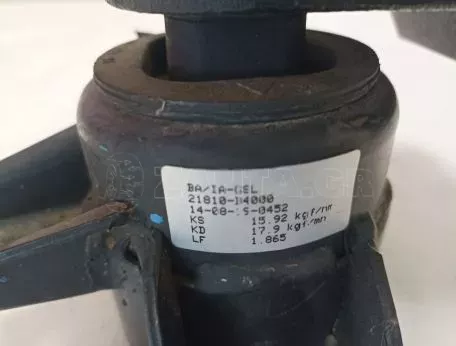 BA/IA-GSL
21810-D4000
14-08-15-0452
KS 15.92 kgf/mm
KD 17.9 kgf/mm
LF 1.865